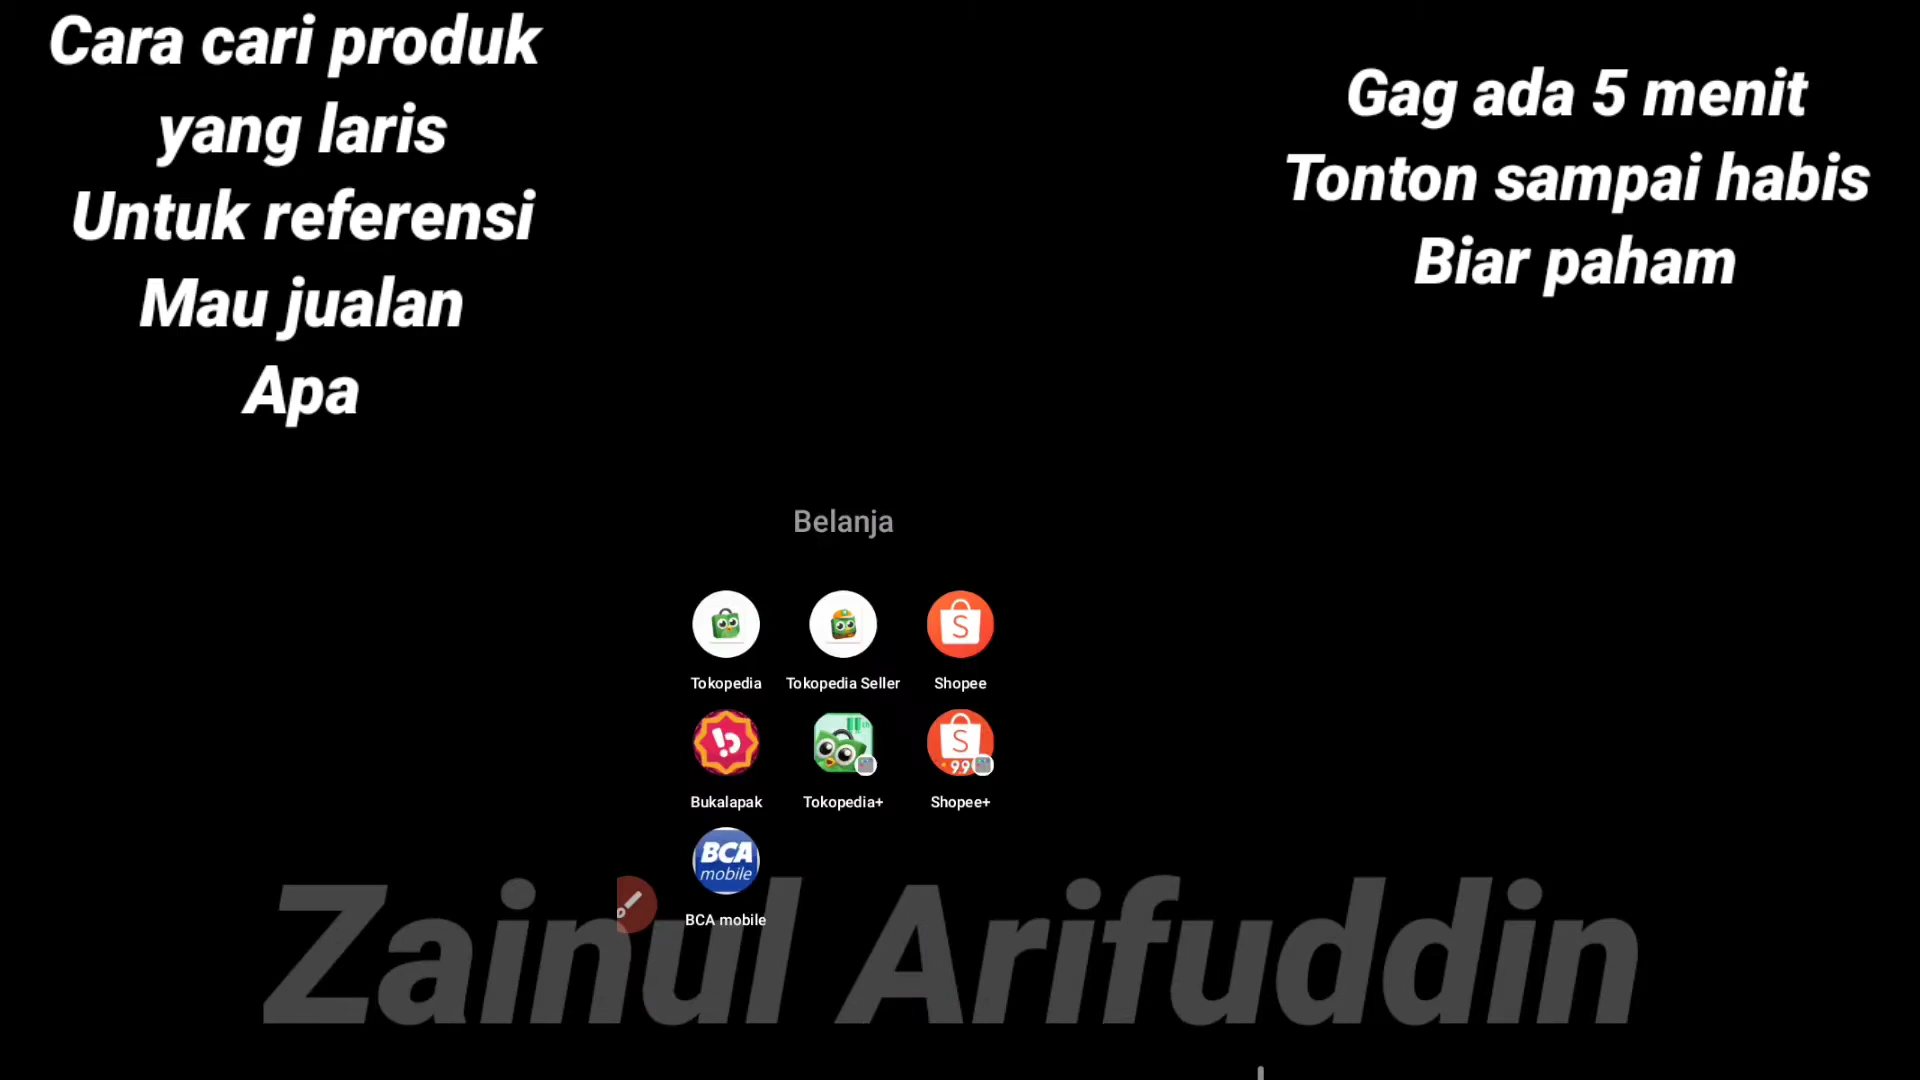 Cara cari produk
yang laris
Untuk referensi
Mau jualan
Apa
Gag ada 5 menit
Tonton sampai habis
Biar paham
Belanja
Tokopedia
Tokopedia Seller
Shopee
S
S
99
Bukalapak
Tokopedia+
Shopee+
BCA
mobile
BCA mobile
Zainul Arifuddin